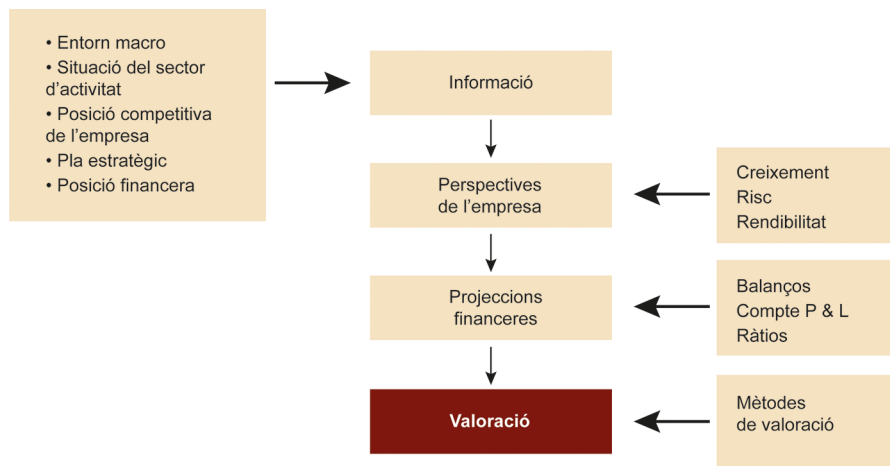 • Entorn macro
• Situació del sector
d’activitat
• Posició competitiva
de l’empresa
• Pla estratègic
• Posició financera
Informació
Perspectives
de l’empresa
Creixement
Risc
Rendibilitat
Projeccions
financeres
Balanços
Compte P & L
Ràtios
Valoració
Mètodes
de valoració